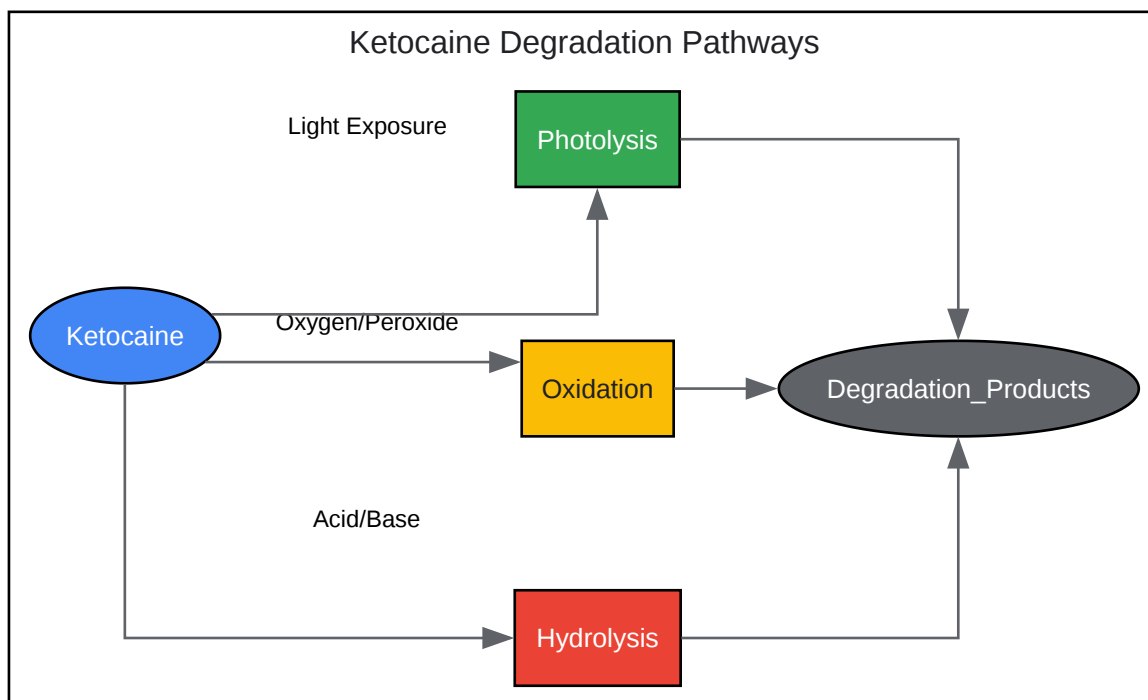 Ketocaine Degradation Pathways
Light Exposure
Photolysis
Ketocaine
Oxygen/Peroxide
Oxidation
Degradation_Products
Acid/Base
Hydrolysis